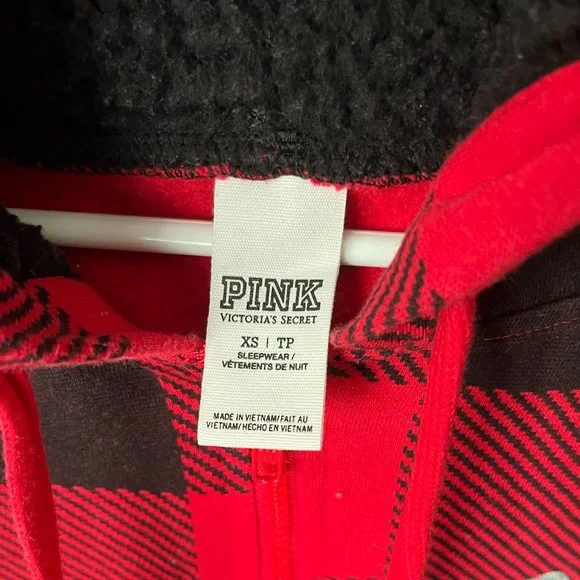 PINK
VICTORIA'S SECRET
XS | TP
SLEEPWEAR /
VÊTEMENTS DE NUIT
MADE IN VIETNAM/FAIT AU
VIETNAM/HECHO EN VIETNAM